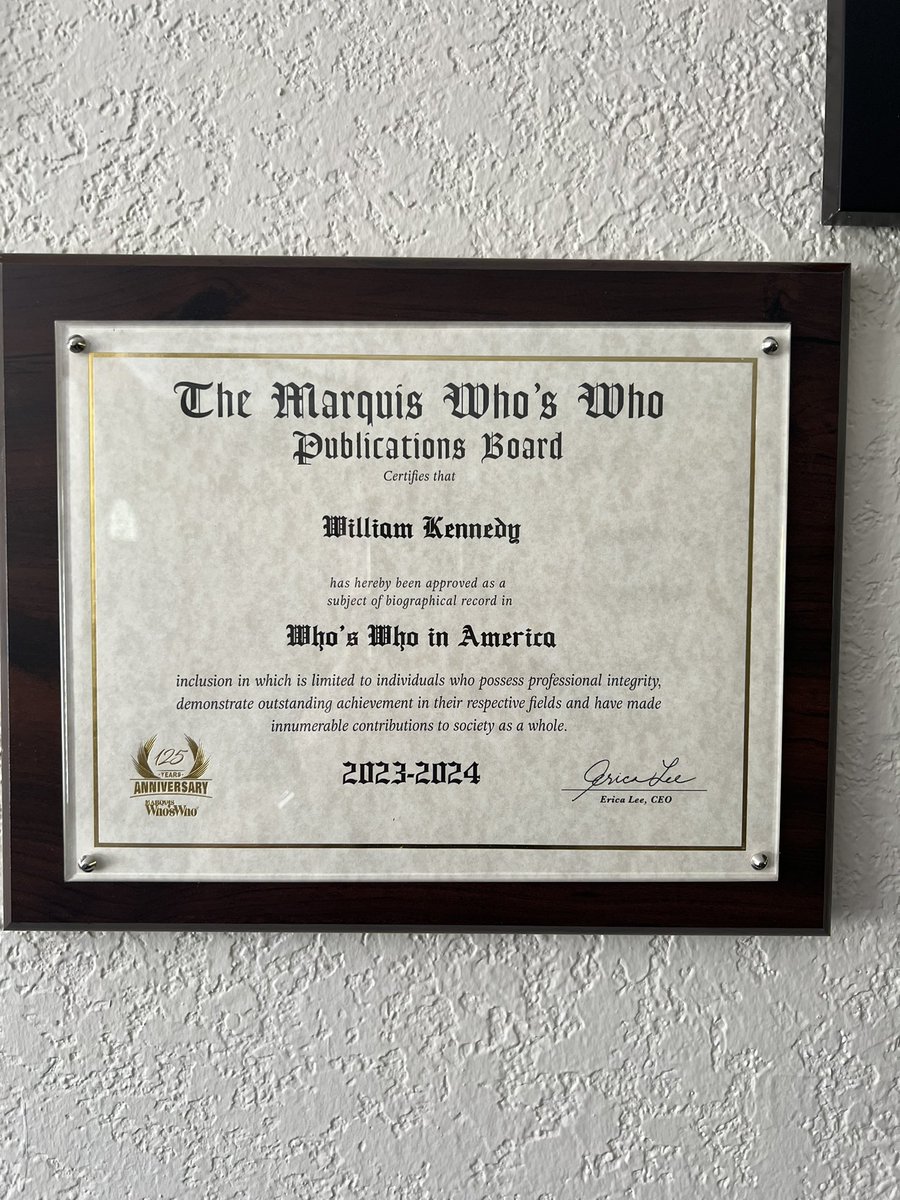 The Marquis Who's Who
Publications Board
Certifies that
William Kennedy
has hereby been approved as a
subject of biographical record in
Who's Who in America
inclusion in which is limited to individuals who possess professional integrity,
demonstrate outstanding achievement in their respective fields and have made
innumerable contributions to society as a whole.
125
-YEARS-
ANNIVERSARY
MARQUIS
Who'sWho
2023-2024
Erica Lee
Erica Lee, CEO